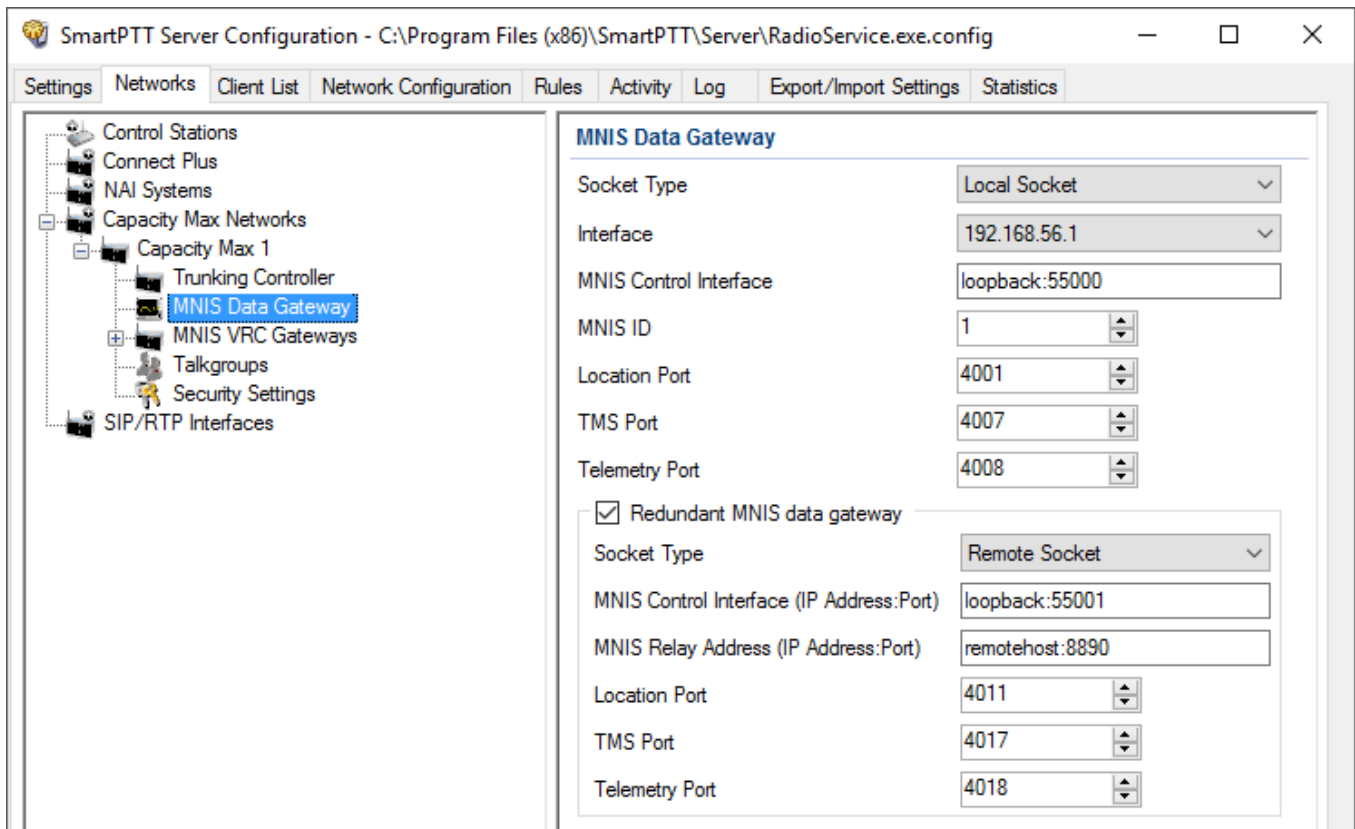 SmartPTT Server Configuration - C:\Program Files (x86)\SmartPTT\Server\RadioService.exe.config
Settings Networks Client List Network Configuration Rules Activity Log Export/Import Settings Statistics
Control Stations
Connect Plus
NAI Systems
Capacity Max Networks
Capacity Max 1
Trunking Controller
MNIS Data Gateway
MNIS VRC Gateways
Talkgroups
Security Settings
SIP/RTP Interfaces
MNIS Data Gateway
Socket Type Local Socket
Interface 192.168.56.1
MNIS Control Interface loopback:55000
MNIS ID 1
Location Port 4001
TMS Port 4007
Telemetry Port 4008
Redundant MNIS data gateway
Socket Type Remote Socket
MNIS Control Interface (IP Address:Port) loopback:55001
MNIS Relay Address (IP Address:Port) remotehost:8890
Location Port 4011
TMS Port 4017
Telemetry Port 4018